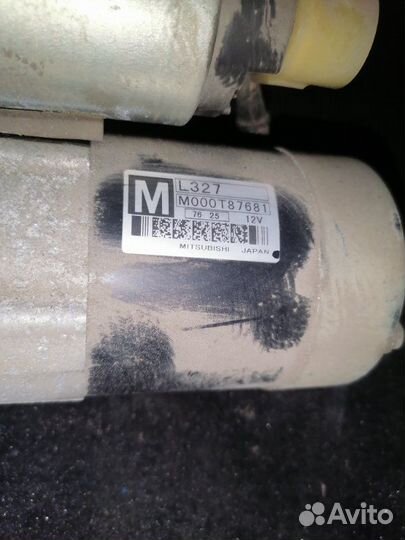 M
L327
M000T87681
76 25 12V
MITSUBISHI JAPAN
Avito